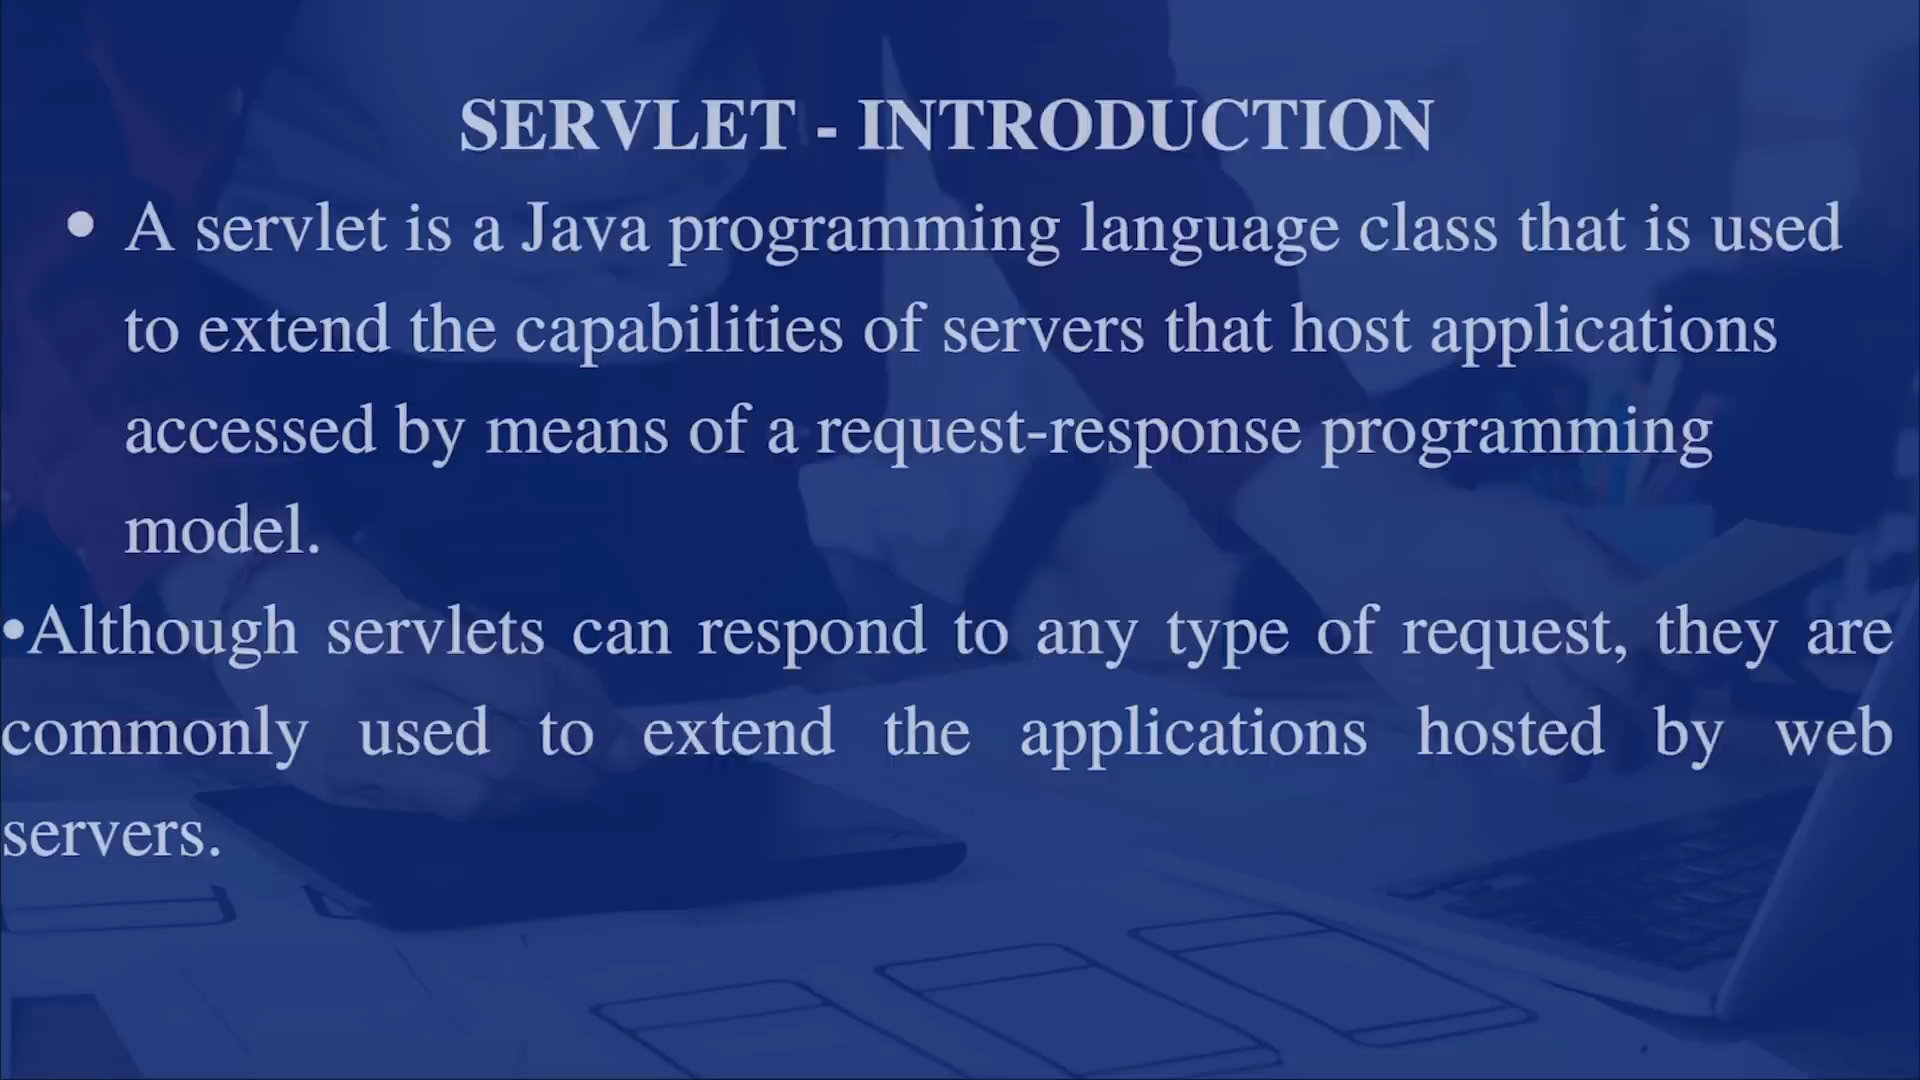 SERVLET - INTRODUCTION
• A servlet is a Java programming language class that is used
to extend the capabilities of servers that host applications
accessed by means of a request-response programming
model.
•Although servlets can respond to any type of request, they are
commonly used to extend the applications hosted by web
servers.